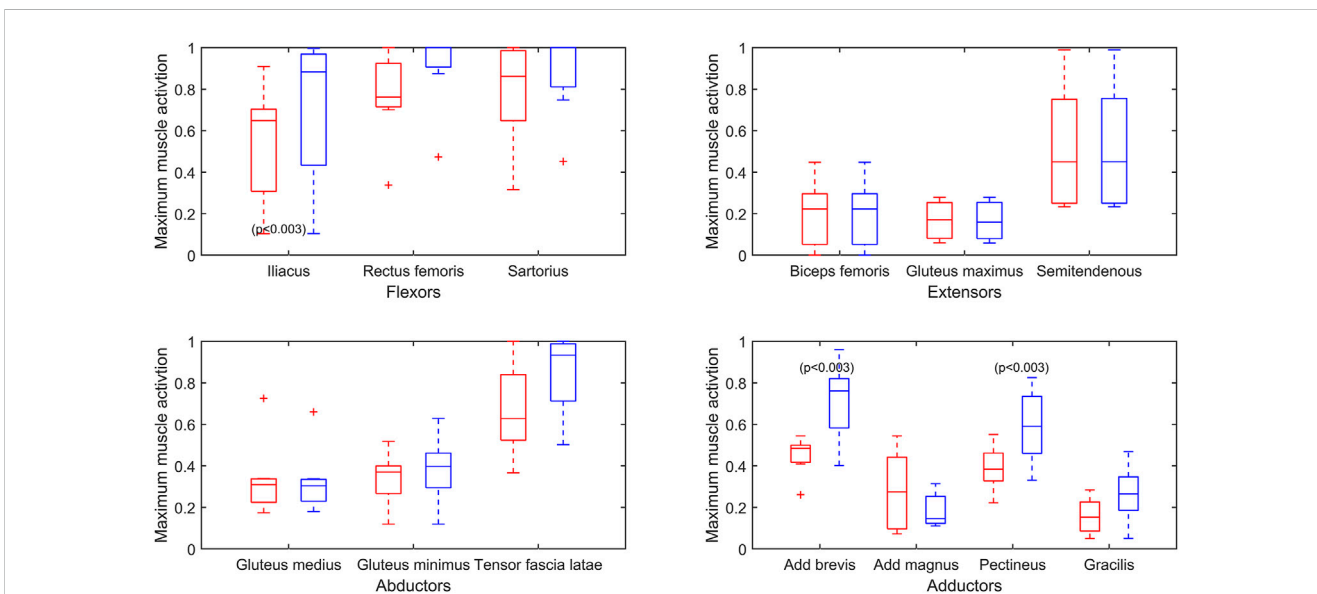 Maximum muscle activtion
1
0.8
0.6
0.4
0.2
0
(p<0.003)
Iliacus Rectus femoris Sartorius
Flexors
Maximum muscle activtion
1
0.8
0.6
0.4
0.2
0
Biceps femoris Gluteus maximus Semitendenous
Extensors
Maximum muscle activtion
1
0.8
0.6
0.4
0.2
0
Gluteus medius Gluteus minimus Tensor fascia latae
Abductors
Maximum muscle activtion
1
0.8
0.6
0.4
0.2
0
(p<0.003) (p<0.003)
Add brevis Add magnus Pectineus Gracilis
Adductors